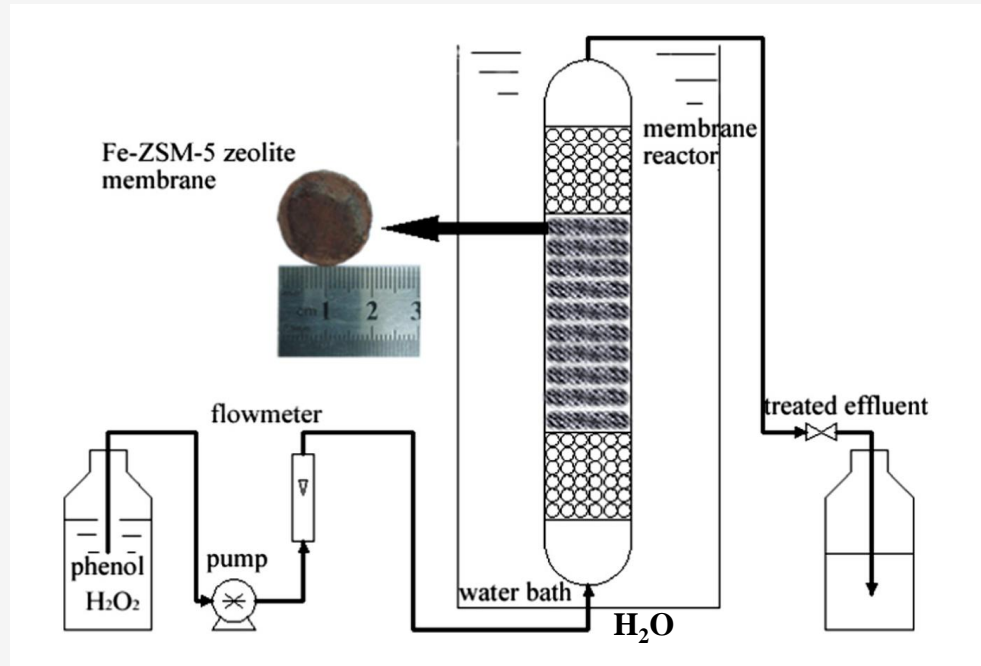 membrane
reactor
Fe-ZSM-5 zeolite
membrane
cm 1 2 3
treated effluent
flowmeter
phenol
H₂O₂
pump
water bath
H₂O